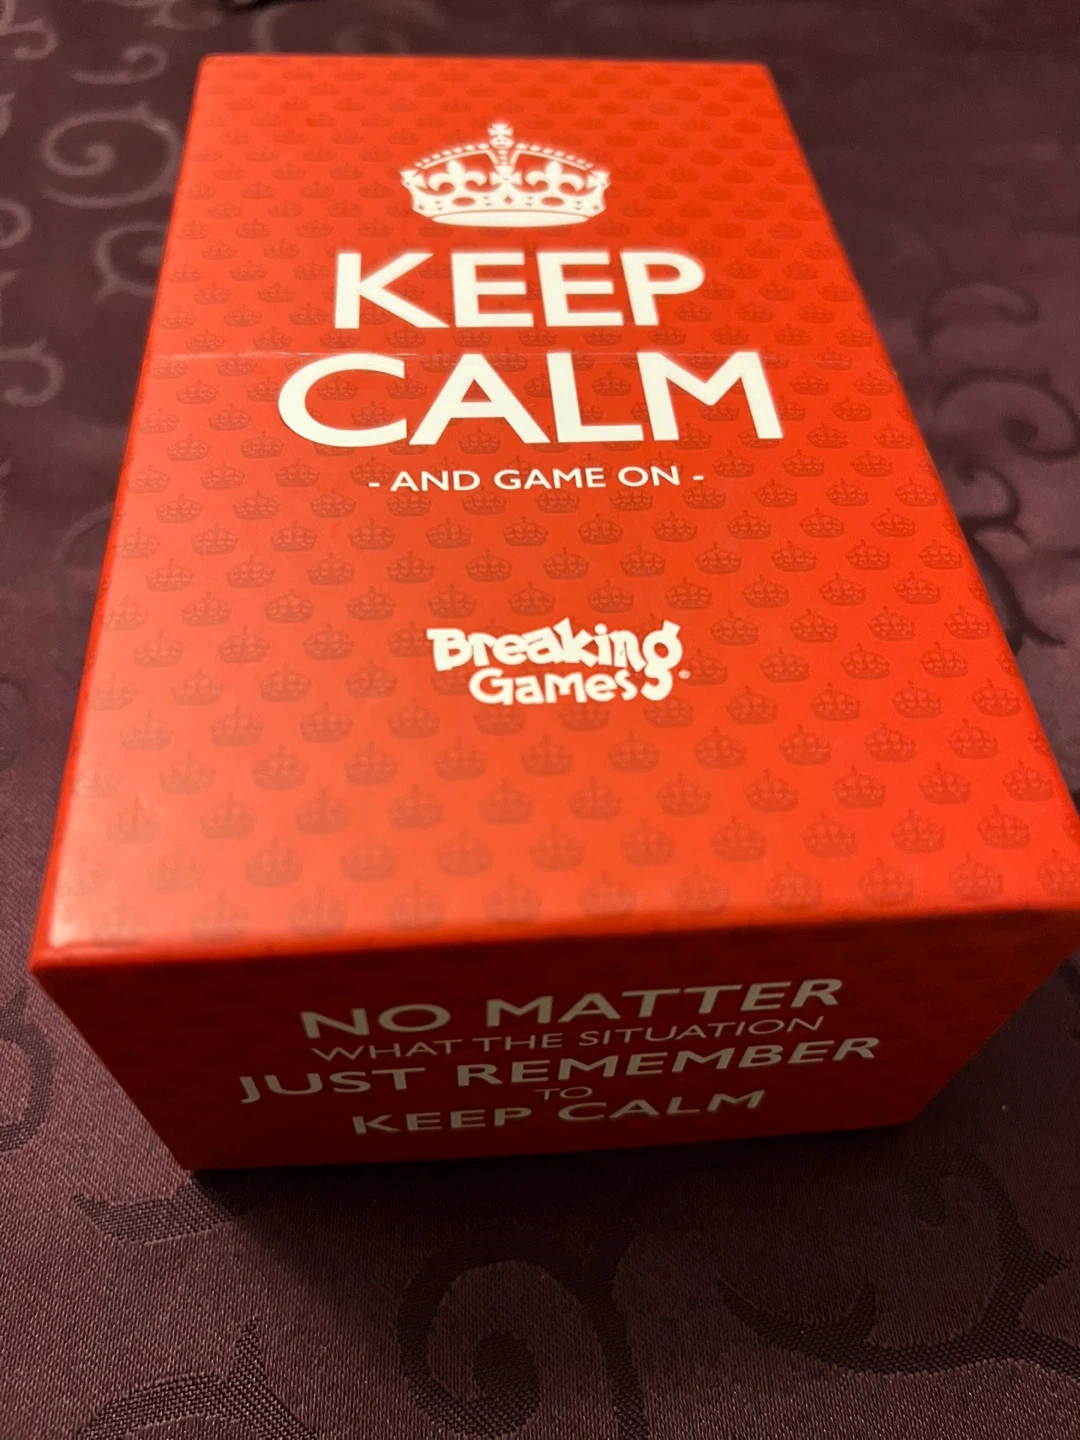 KEEP
CALM
- AND GAME ON -
Breaking
Games®
NO MATTER
WHAT THE SITUATION
JUST REMEMBER
TO
KEEP CALM